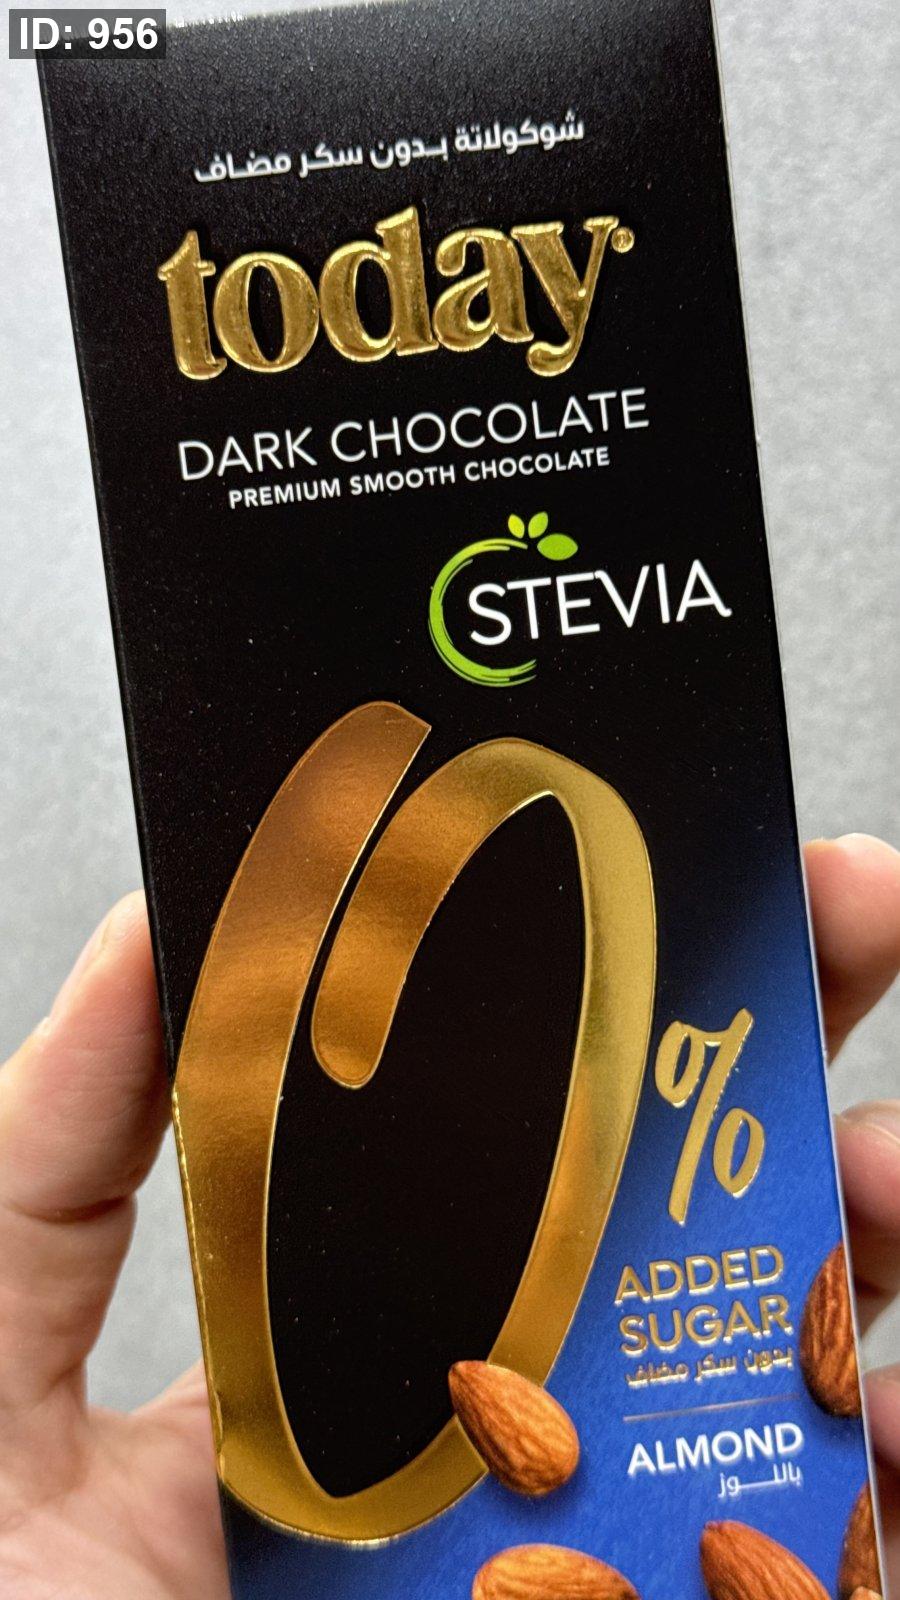 ID: 956
شوكولاتة بدون سكر مضاف
today®
DARK CHOCOLATE
PREMIUM SMOOTH CHOCOLATE
STEVIA
0%
ADDED
SUGAR
بدون سكر مضاف
ALMOND
باللوز